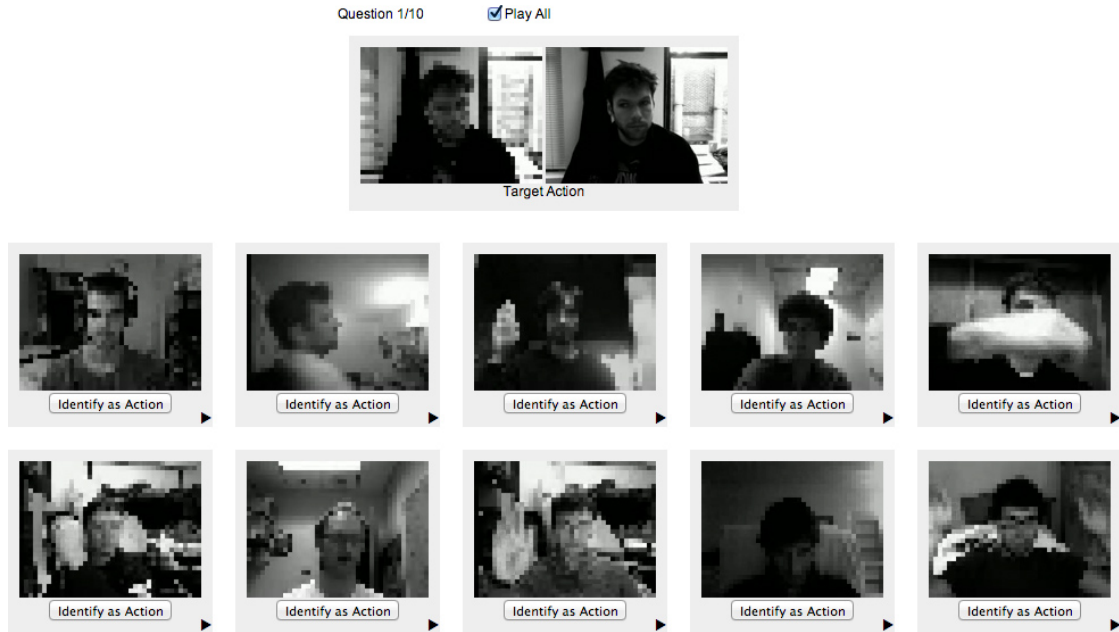 Question 1/10 Play All
Target Action
Identify as Action Identify as Action Identify as Action Identify as Action Identify as Action
Identify as Action Identify as Action Identify as Action Identify as Action Identify as Action